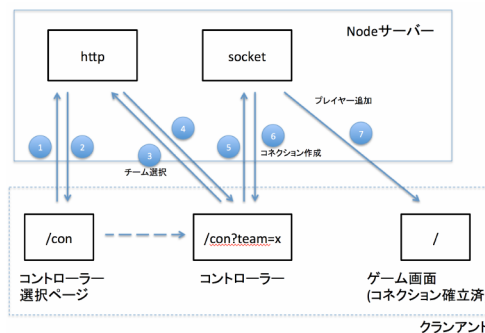 Nodeサーバー
http
socket
プレイヤー追加
1
2
3
4
5
6
7
チーム選択
コネクション作成
/con
/con?team=x
/
コントローラー
選択ページ
コントローラー
ゲーム画面
(コネクション確立済
クランアント